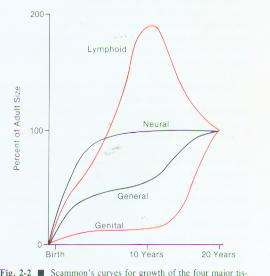 200
Lymphoid
Percent of Adult Size
Neural
100
General
Genital
0
Birth 10 Years 20 Years
Fig. 2-2 ■ Scammon's curves for growth of the four major tis-